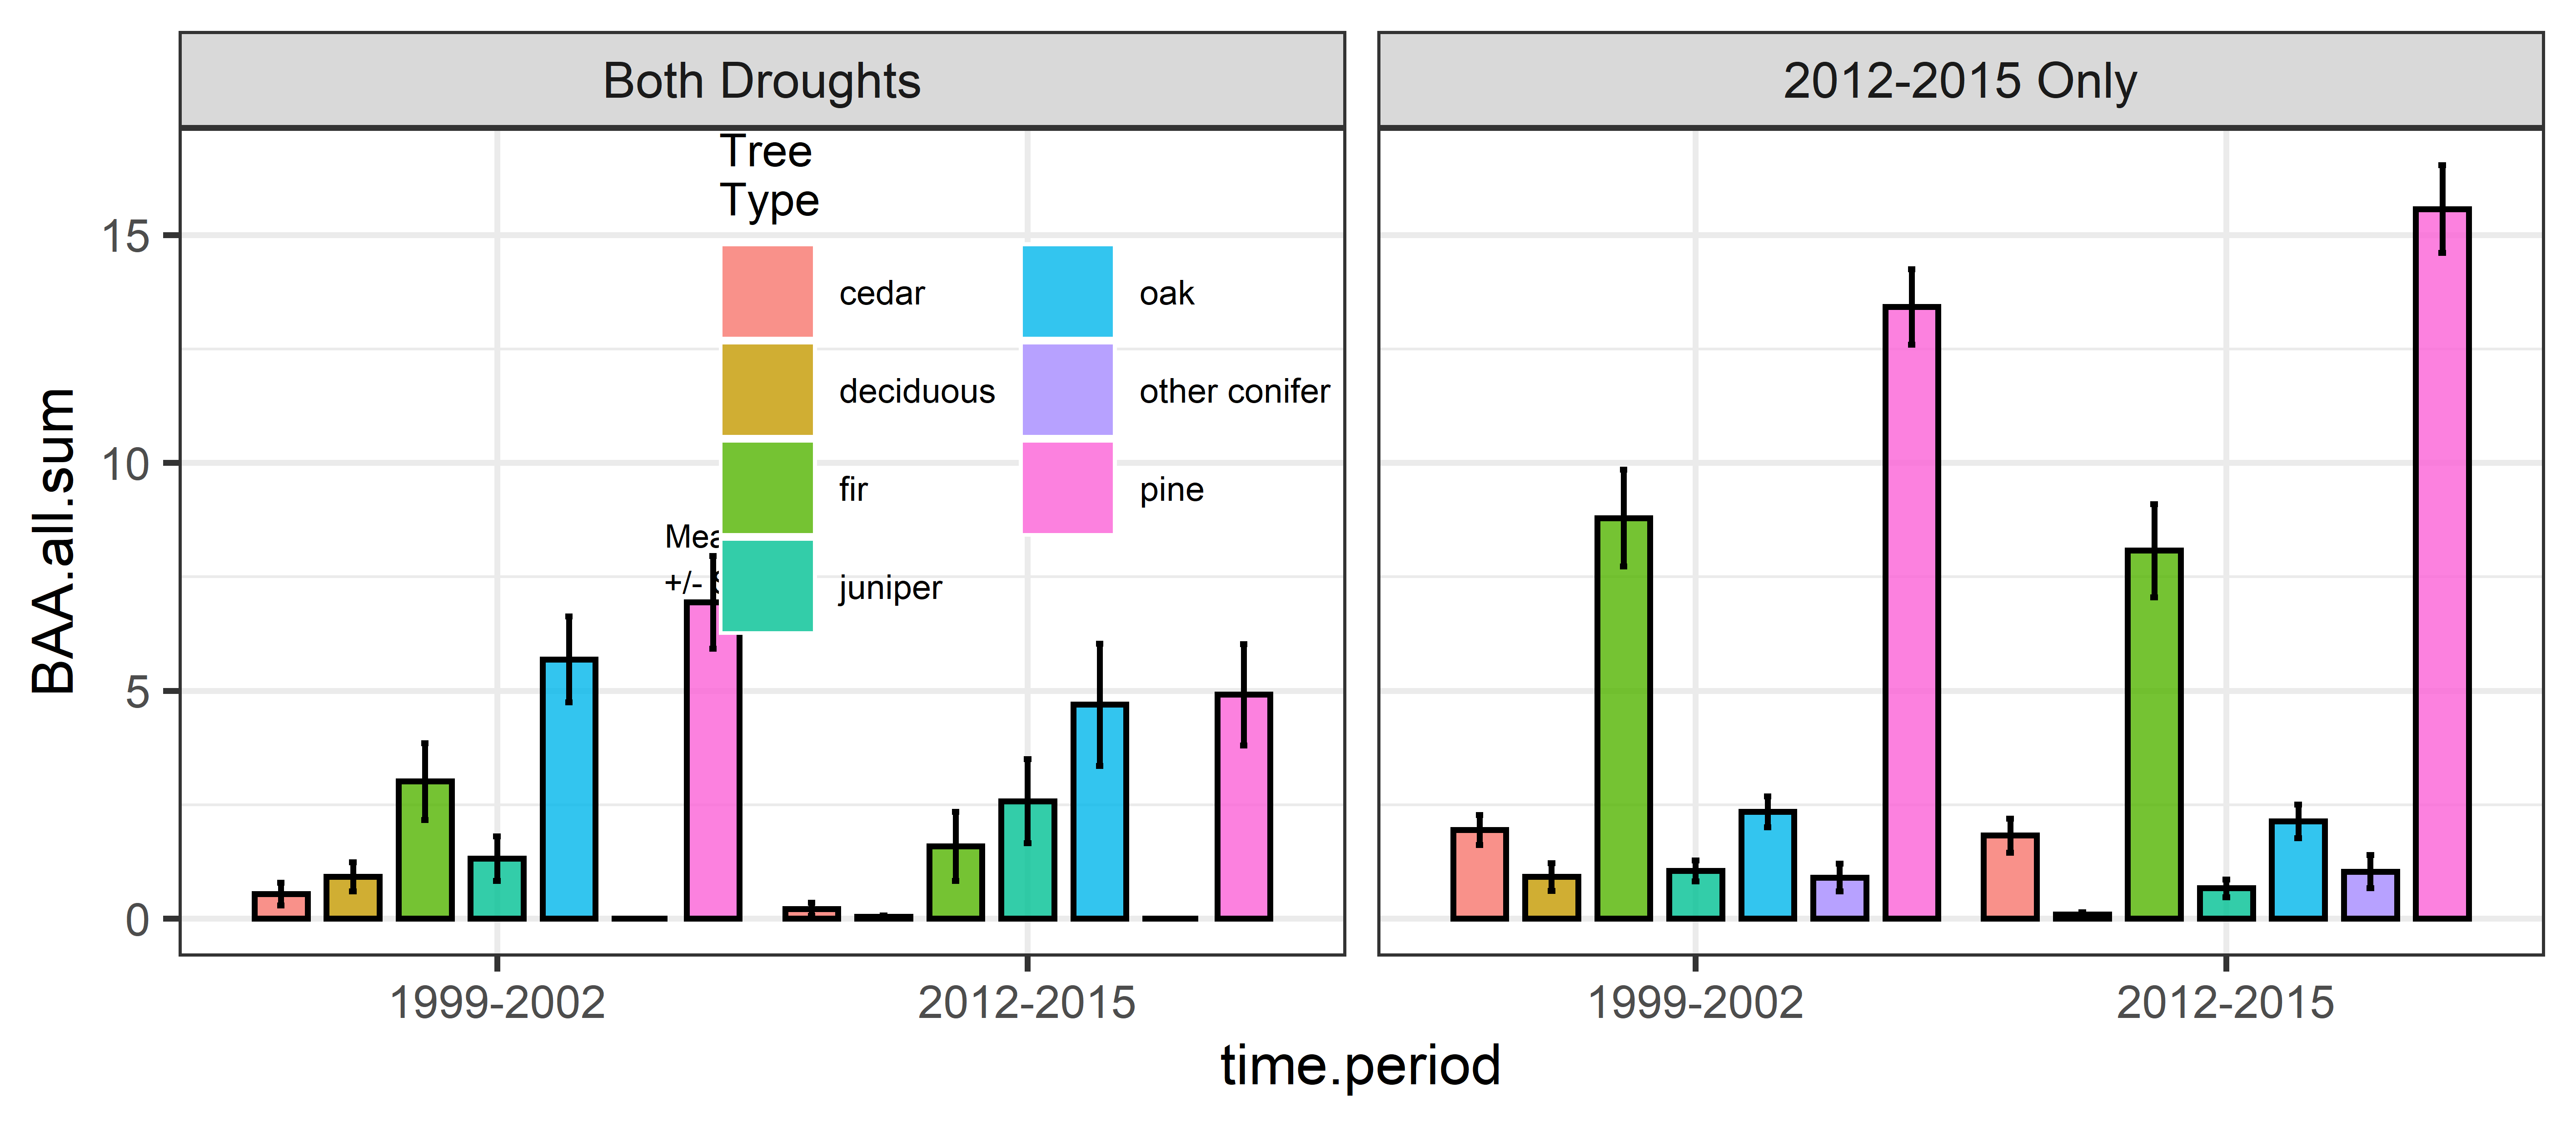 Both Droughts
2012-2015 Only
Tree
Type
cedar
deciduous
fir
juniper
oak
other conifer
pine
+/-
15
10
5
0
BAA.all.sum
1999-2002
2012-2015
1999-2002
2012-2015
time.period